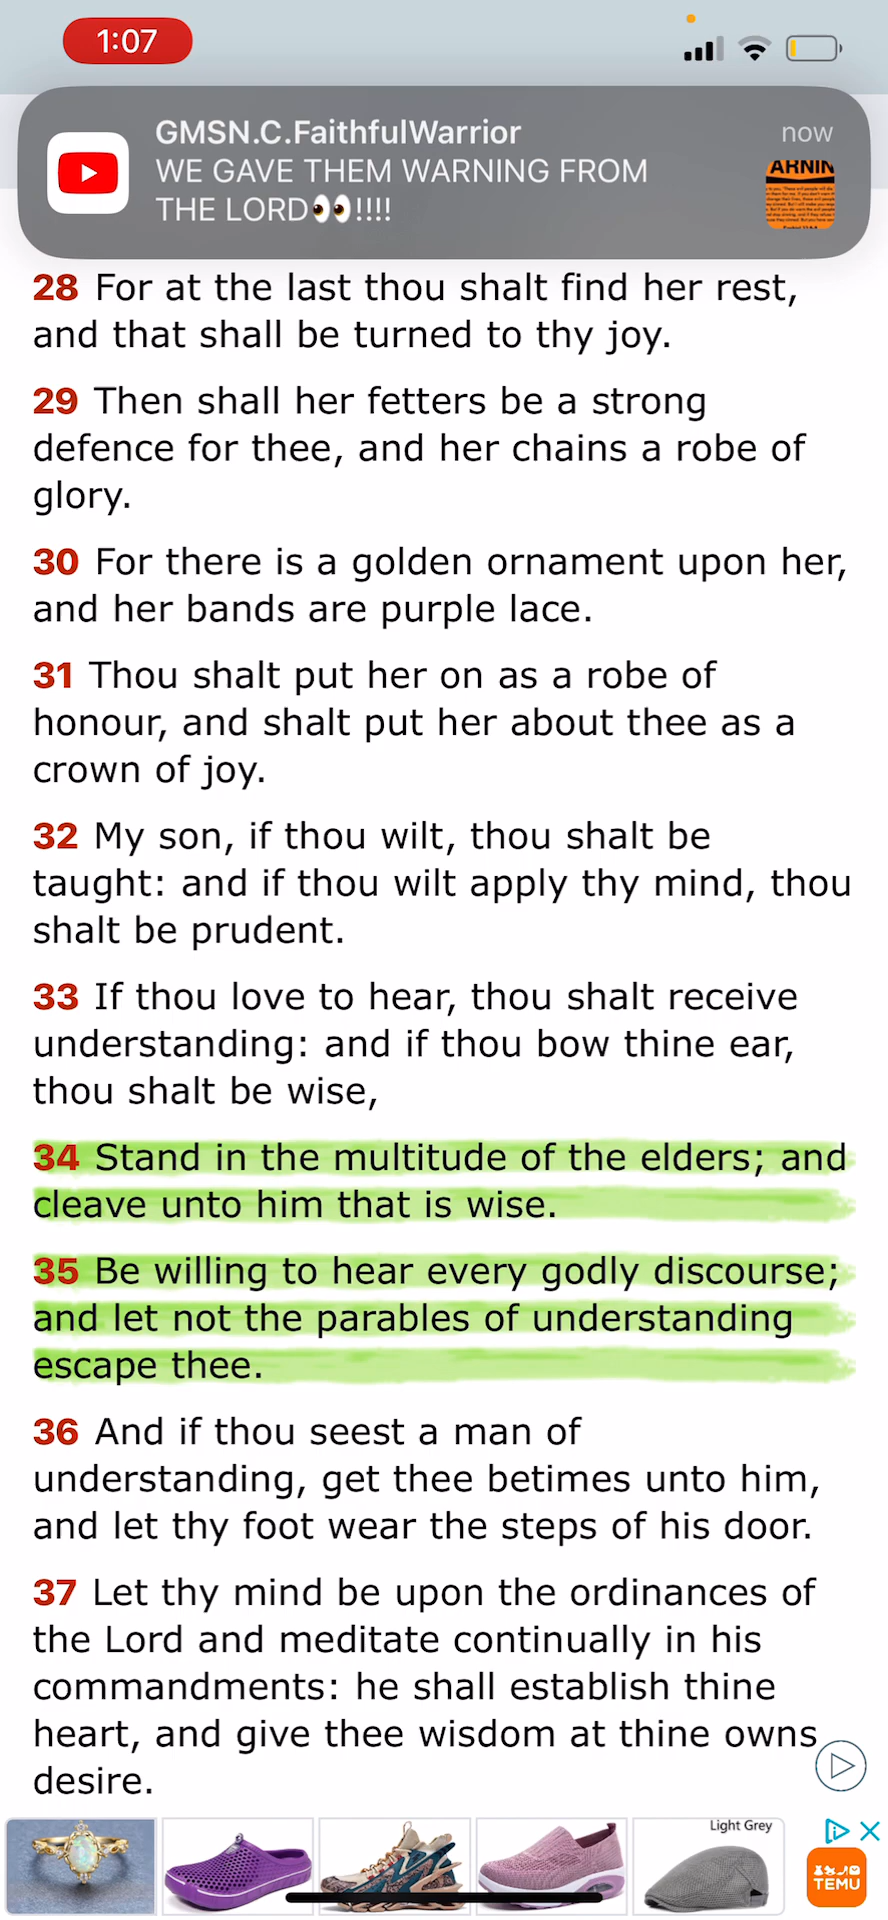 1:07
GMSN.C.FaithfulWarrior
now
WE GAVE THEM WARNING FROM
THE LORD👀!!!!
ARNIN
28 For at the last thou shalt find her rest,
and that shall be turned to thy joy.
29 Then shall her fetters be a strong
defence for thee, and her chains a robe of
glory.
30 For there is a golden ornament upon her,
and her bands are purple lace.
31 Thou shalt put her on as a robe of
honour, and shalt put her about thee as a
crown of joy.
32 My son, if thou wilt, thou shalt be
taught: and if thou wilt apply thy mind, thou
shalt be prudent.
33 If thou love to hear, thou shalt receive
understanding: and if thou bow thine ear,
thou shalt be wise,
34 Stand in the multitude of the elders; and
cleave unto him that is wise.
35 Be willing to hear every godly discourse;
and let not the parables of understanding
escape thee.
36 And if thou seest a man of
understanding, get thee betimes unto him,
and let thy foot wear the steps of his door.
37 Let thy mind be upon the ordinances of
the Lord and meditate continually in his
commandments: he shall establish thine
heart, and give thee wisdom at thine owns
desire.
Light Grey
TEMU